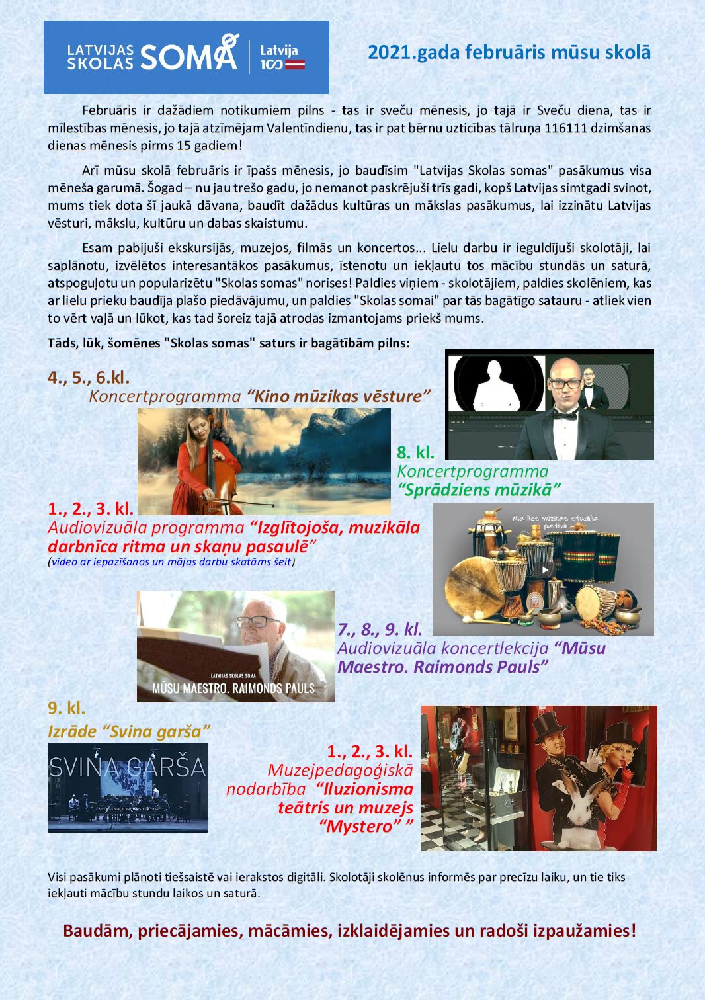 LATVIJAS
SKOLAS SOMA
Latvija
100
2021.gada februāris mūsu skolā
Februāris ir dažādiem notikumiem pilns - tas ir sveču mēnesis, jo tajā ir Sveču diena, tas ir
mīlestības mēnesis, jo tajā atzīmējam Valentīndienu, tas ir pat bērnu uzticības tālruņa 116111 dzimšanas
dienas mēnesis pirms 15 gadiem!
Arī mūsu skolā februāris ir īpašs mēnesis, jo baudīsim "Latvijas Skolas somas" pasākumus visa
mēneša garumā. Šogad – nu jau trešo gadu, jo nemanot paskrējuši trīs gadi, kopš Latvijas simtgadi svinot,
mums tiek dota šī jaukā dāvana, baudīt dažādus kultūras un mākslas pasākumus, lai izzinātu Latvijas
vēsturi, mākslu, kultūru un dabas skaistumu.
Esam pabijuši ekskursijās, muzejos, filmās un koncertos... Lielu darbu ir ieguldījuši skolotāji, lai
saplānotu, izvēlētos interesantākos pasākumus, īstenotu un iekļautu tos mācību stundās un saturā,
atspoguļotu un popularizētu "Skolas somas" norises! Paldies viņiem - skolotājiem, paldies skolēniem, kas
ar lielu prieku baudīja plašo piedāvājumu, un paldies "Skolas somai" par tās bagātīgo satauru - atliek vien
to vērt vaļā un lūkot, kas tad šoreiz tajā atrodas izmantojams priekš mums.
Tāds, lūk, šomēnes "Skolas somas" saturs ir bagātībām pilns:
4., 5., 6.kl.
Koncertprogramma “Kino mūzikas vēsture”
8. kl.
Koncertprogramma
“Sprādziens mūzikā”
1., 2., 3. kl.
Audiovizuāla programma “Izglītojoša, muzikāla
darbnīca ritma un skaņu pasaulē”
(video ar iepazīšanos un mājas darbu skatāms šeit)
Mla Iles mūzikas studija
piedāvā
7., 8., 9. kl.
Audiovizuāla koncertlekcija “Mūsu
Maestro. Raimonds Pauls”
LATVIJAS SKOLAS SOMA
MŪSU MAESTRO. RAIMONDS PAULS
9. kl.
Izrāde “Svina garša”
SVINA GARŠA
LATVIJAS NACIONĀLAIS TEĀTRIS
1., 2., 3. kl.
Muzejpedagoģiskā
nodarbība “Iluzionisma
teātris un muzejs
“Mystero” ”
Visi pasākumi plānoti tiešsaistē vai ierakstos digitāli. Skolotāji skolēnus informēs par precīzu laiku, un tie tiks
iekļauti mācību stundu laikos un saturā.
Baudām, priecājamies, mācāmies, izklaidējamies un radoši izpaužamies!